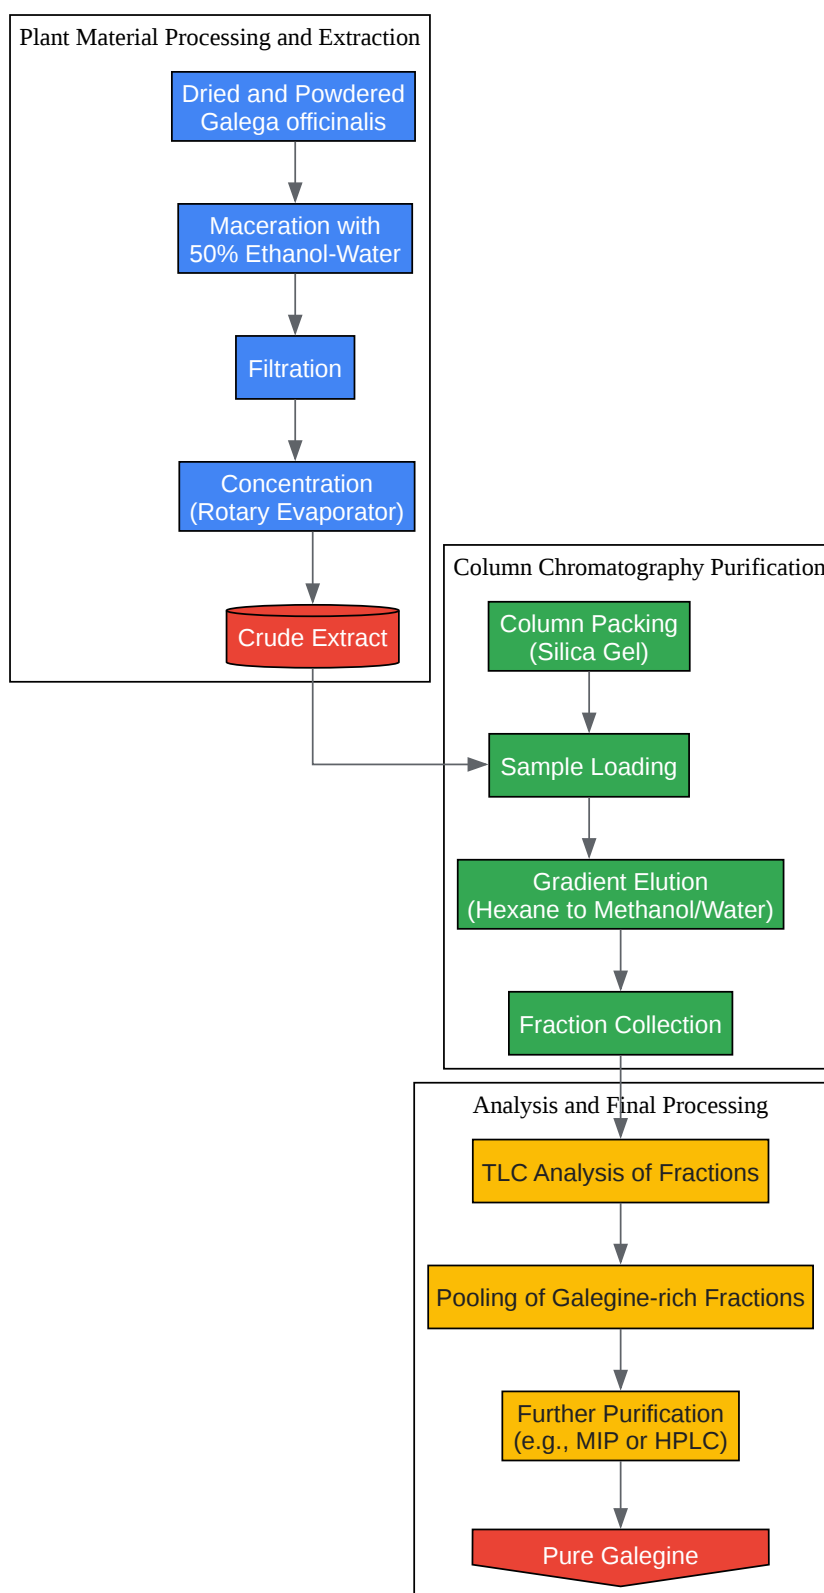 Plant Material Processing and Extraction
Dried and Powdered
Galega officinalis
Maceration with
50% Ethanol-Water
Filtration
Concentration
(Rotary Evaporator)
Crude Extract
Column Chromatography Purification
Column Packing
(Silica Gel)
Sample Loading
Gradient Elution
(Hexane to Methanol/Water)
Fraction Collection
Analysis and Final Processing
TLC Analysis of Fractions
Pooling of Galegine-rich Fractions
Further Purification
(e.g., MIP or HPLC)
Pure Galegine